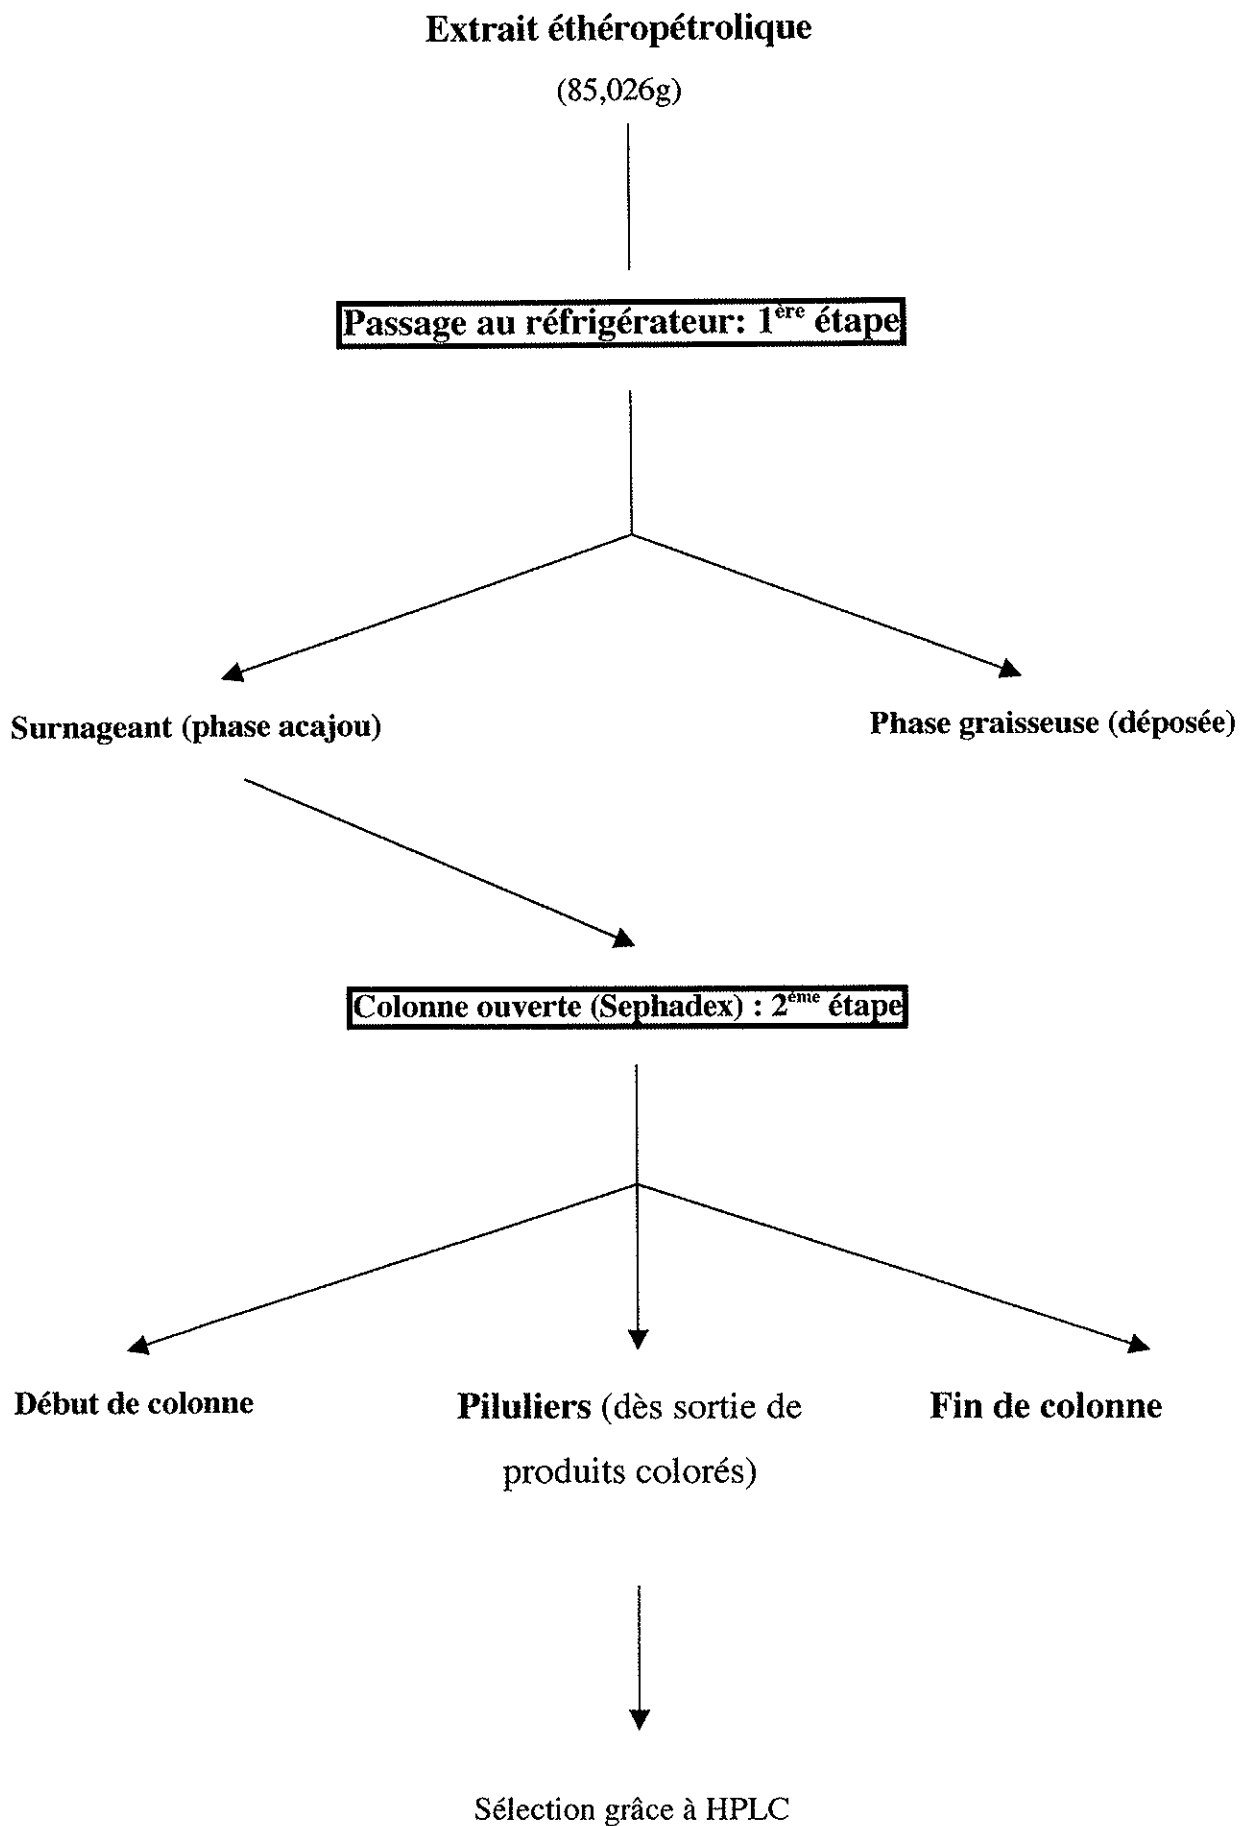 Extrait éthéropétrolique
(85,026g)
Passage au réfrigérateur: 1ère étape
Surnageant (phase acajou)
Phase graisseuse (déposée)
Colonne ouverte (Sephadex) : 2ème étape
Début de colonne
Piluliers (dès sortie de
produits colorés)
Fin de colonne
Sélection grâce à HPLC